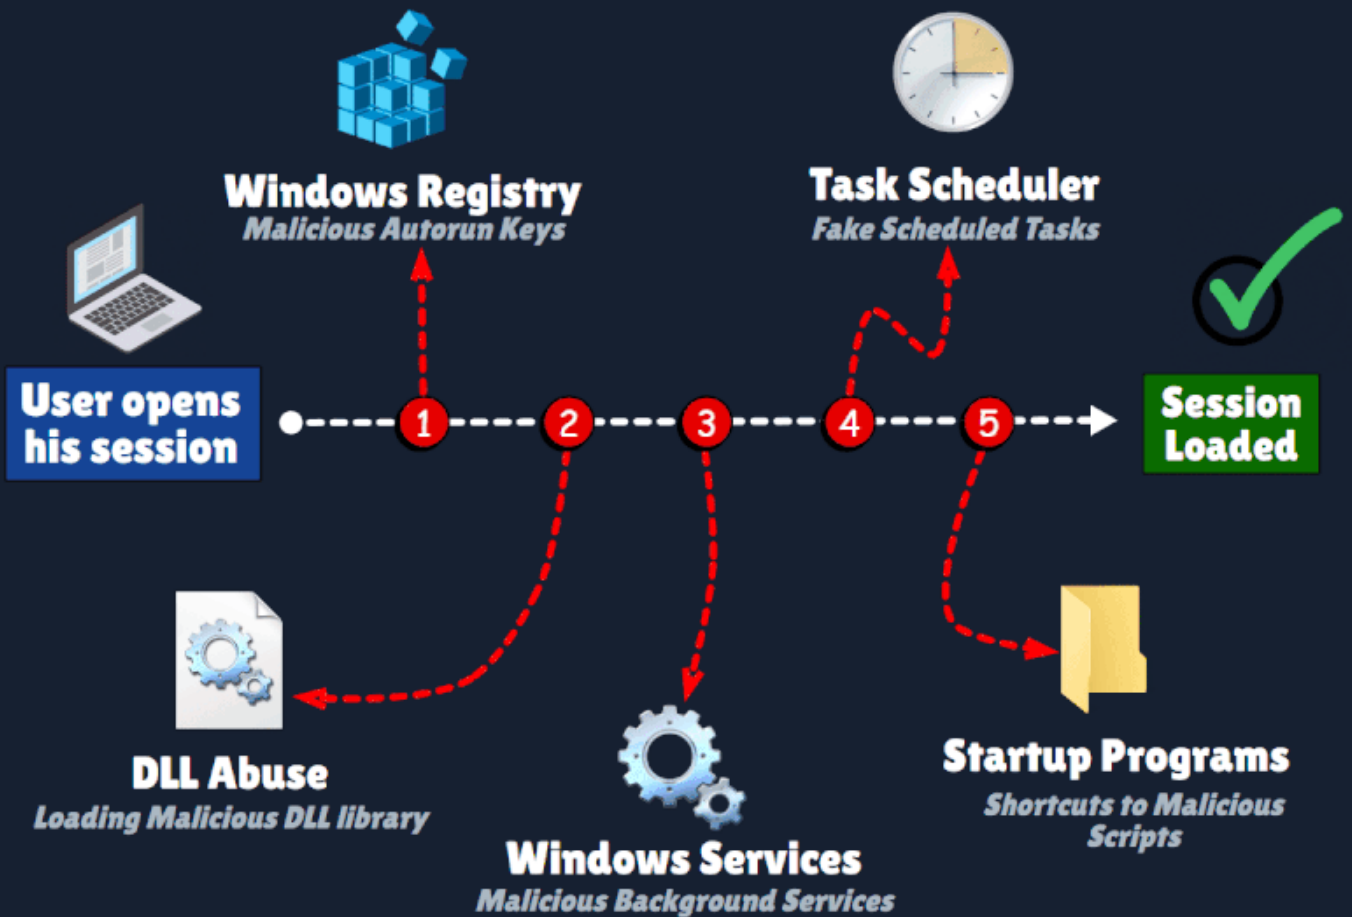 Windows Registry
Malicious Autorun Keys
Task Scheduler
Fake Scheduled Tasks
User opens
his session
1
2
3
4
5
Session
Loaded
DLL Abuse
Loading Malicious DLL library
Windows Services
Malicious Background Services
Startup Programs
Shortcuts to Malicious
Scripts